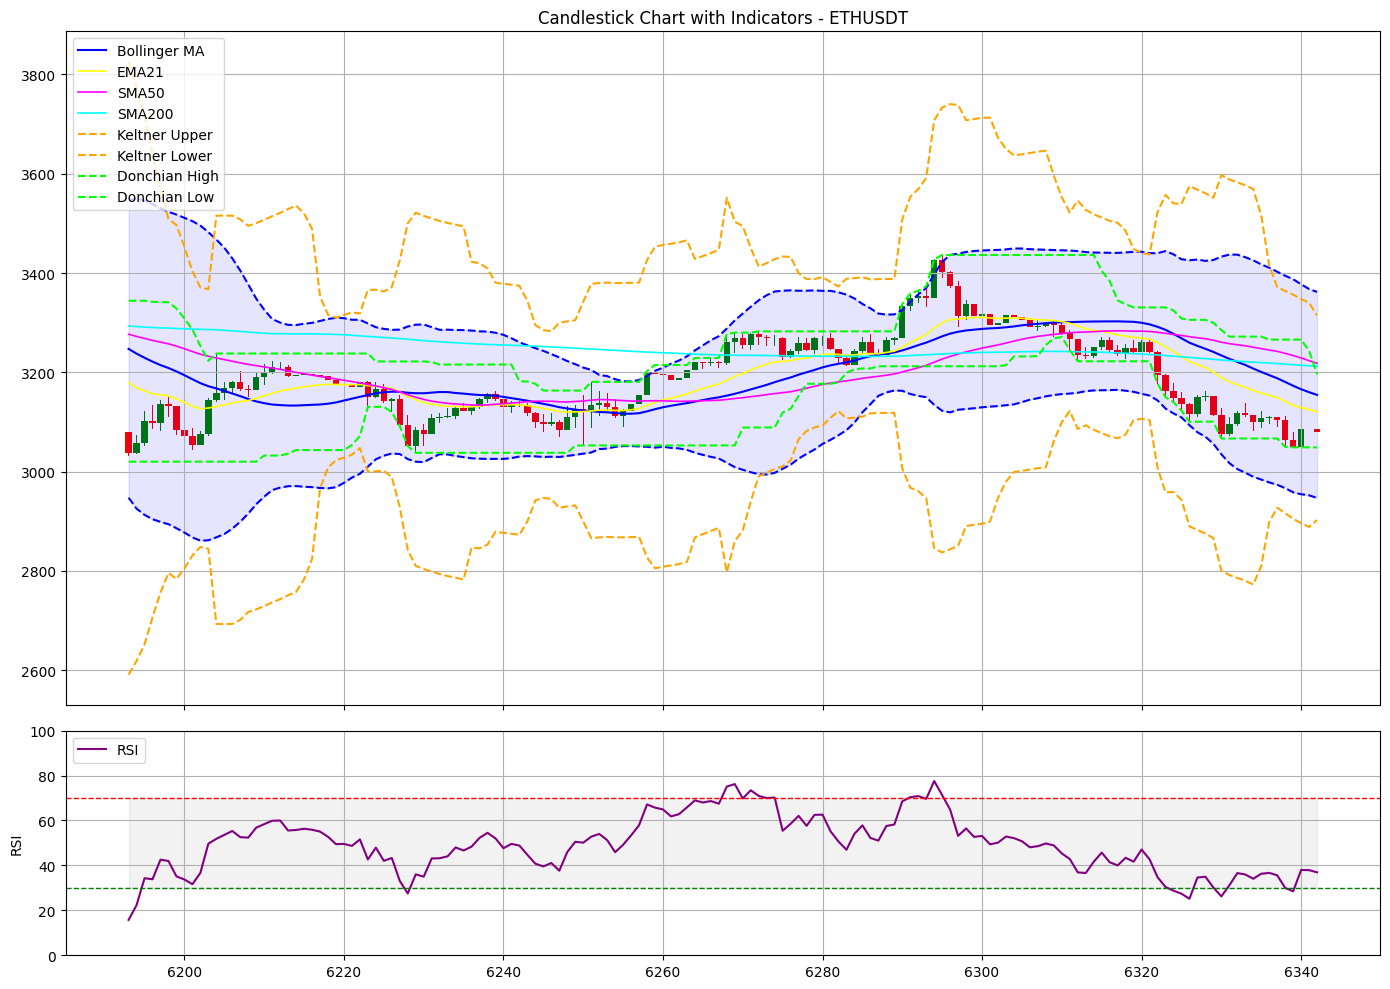 Candlestick Chart with Indicators - ETHUSDT
Bollinger MA
EMA21
SMA50
SMA200
Keltner Upper
Keltner Lower
Donchian High
Donchian Low
3800
3600
3400
3200
3000
2800
2600
RSI
100
80
60
40
20
0
RSI
6200
6220
6240
6260
6280
6300
6320
6340